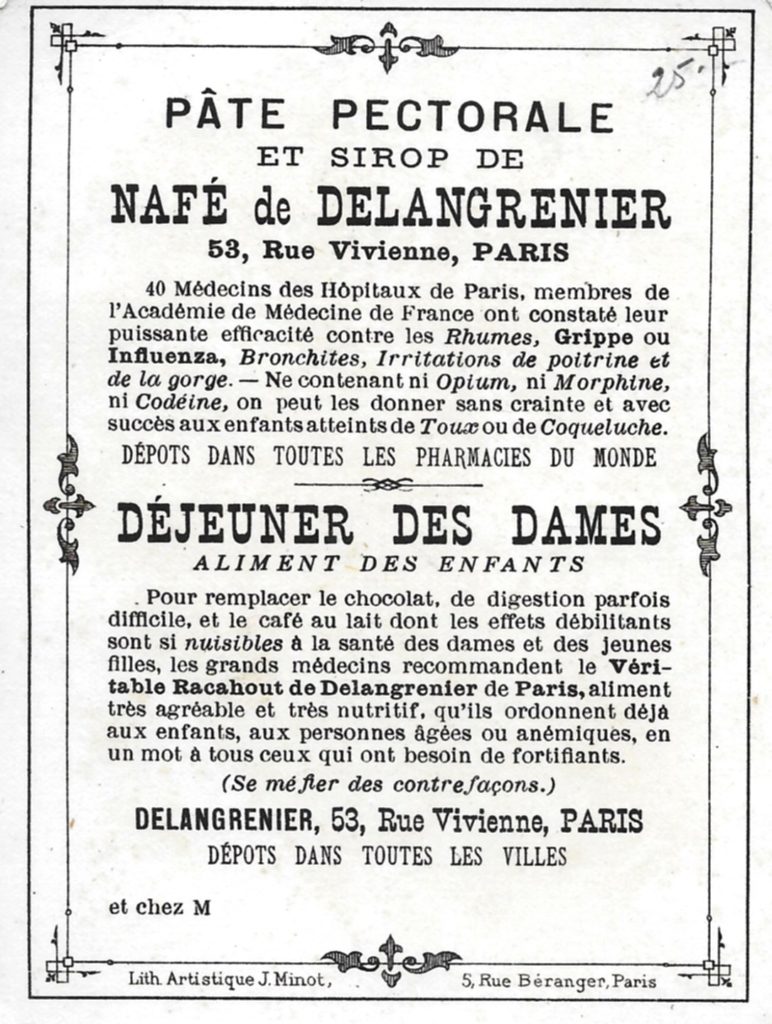 25.-
PÂTE PECTORALE
ET SIROP DE
NAFÉ de DELANGRENIER
53, Rue Vivienne, PARIS
40 Médecins des Hôpitaux de Paris, membres de
l'Académie de Médecine de France ont constaté leur
puissante efficacité contre les Rhumes, Grippe ou
Influenza, Bronchites, Irritations de poitrine et
de la gorge. — Ne contenant ni Opium, ni Morphine,
ni Codéine, on peut les donner sans crainte et avec
succès aux enfants atteints de Toux ou de Coqueluche.
DÉPOTS DANS TOUTES LES PHARMACIES DU MONDE
DÉJEUNER DES DAMES
ALIMENT DES ENFANTS
Pour remplacer le chocolat, de digestion parfois
difficile, et le café au lait dont les effets débilitants
sont si nuisibles à la santé des dames et des jeunes
filles, les grands médecins recommandent le Véri-
table Racahout de Delangrenier de Paris, aliment
très agréable et très nutritif, qu'ils ordonnent déjà
aux enfants, aux personnes âgées ou anémiques, en
un mot à tous ceux qui ont besoin de fortifiants.
(Se méfier des contrefaçons.)
DELANGRENIER, 53, Rue Vivienne, PARIS
DÉPOTS DANS TOUTES LES VILLES
et chez M
Lith. Artistique J. Minot, 5, Rue Béranger, Paris